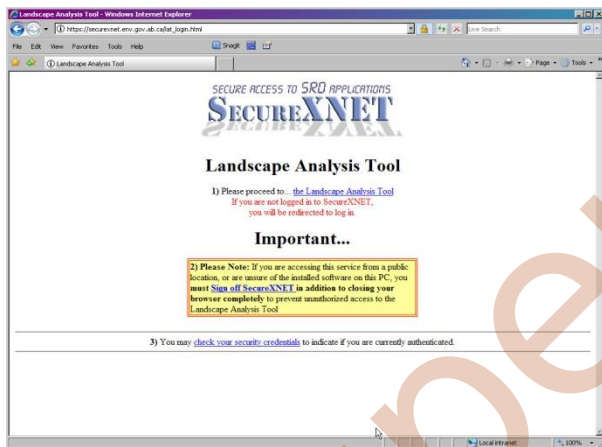 Landscape Analysis Tool - Windows Internet Explorer
https://securexnet.env.gov.ab.ca/lat_login.html
Live Search
File Edit View Favorites Tools Help
SnagIt
Landscape Analysis Tool
Page Tools
SECURE ACCESS TO SRD APPLICATIONS
SECUREXNET
Landscape Analysis Tool
1) Please proceed to... the Landscape Analysis Tool
If you are not logged in to SecureXNET,
you will be redirected to log in.
Important...
2) Please Note: If you are accessing this service from a public
location, or are unsure of the installed software on this PC, you
must Sign off SecureXNET in addition to closing your
browser completely to prevent unauthorized access to the
Landscape Analysis Tool
3) You may check your security credentials to indicate if you are currently authenticated.
Local intranet
100%